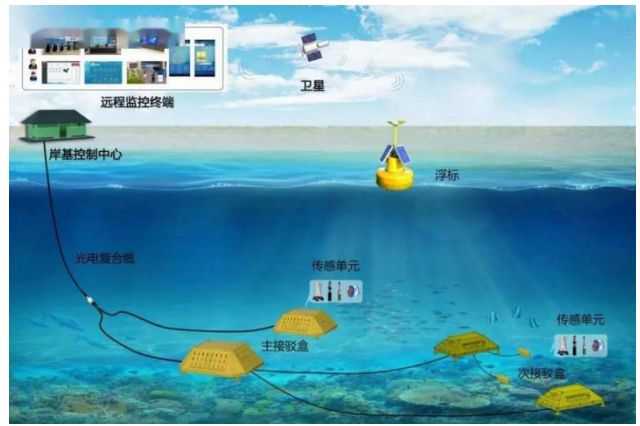 远程监控终端
卫星
岸基控制中心
浮标
光电复合缆
传感单元
主接驳盒
传感单元
次接驳盒